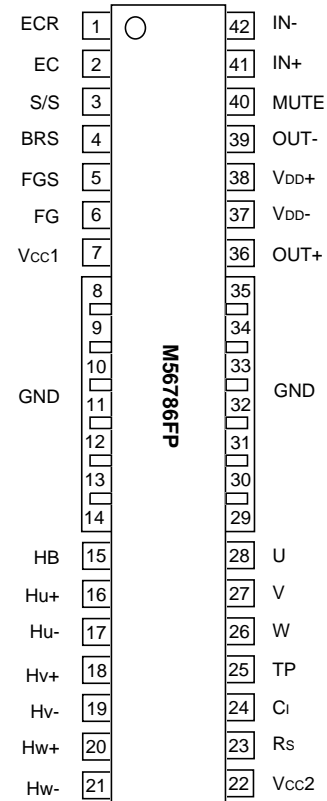 ECR 1 42 IN-
EC 2 41 IN+
S/S 3 40 MUTE
BRS 4 39 OUT-
FGS 5 38 VDD+
FG 6 37 VDD-
Vcc1 7 36 OUT+
8 35
9 34
10 33
GND 11 32 GND
12 31
13 30
14 29
M56786FP
HB 15 28 U
Hu+ 16 27 V
Hu- 17 26 W
Hv+ 18 25 TP
Hv- 19 24 CI
Hw+ 20 23 RS
Hw- 21 22 Vcc2